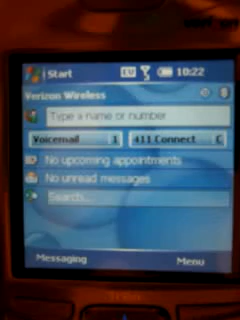 Start EV 10:22
Verizon Wireless
Type a name or number
Voicemail 1 411 Connect C
No upcoming appointments
No unread messages
Search...
Messaging Menu